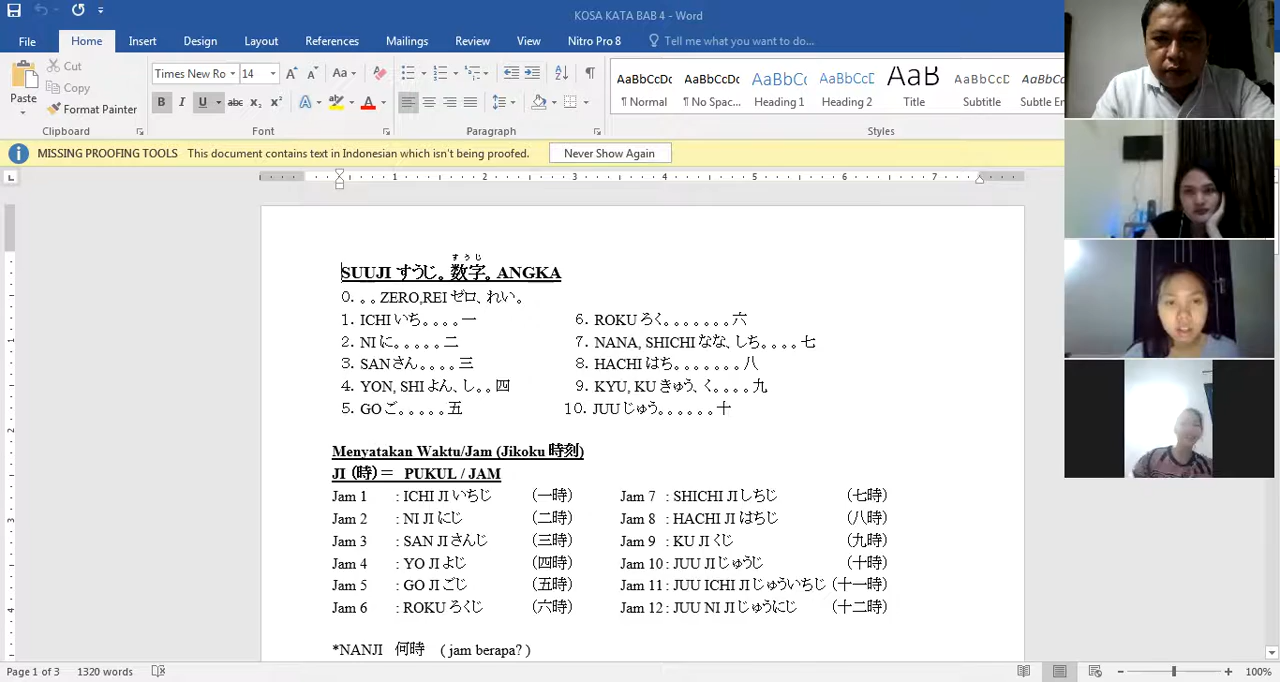 KOSA KATA BAB 4 - Word
File Home Insert Design Layout References Mailings Review View Nitro Pro 8 Tell me what you want to do...
Paste
Cut
Copy
Format Painter
Times New Ro 14
Clipboard Font Paragraph Styles
AaBbCcDc AaBbCcDc AaBbC AaBbCcD AaB AaBbCcD AaBbCcD
¶ Normal ¶ No Spac... Heading 1 Heading 2 Title Subtitle Subtle Em
MISSING PROOFING TOOLS This document contains text in Indonesian which isn't being proofed. Never Show Again
1 2 3 4 5 6 7
すうじ
SUUJI すうじ。数字。ANGKA
0. 。。ZERO,REI ゼロ、れい。
1. ICHI いち。。。。一 6. ROKU ろく。。。。。。。六
2. NI に。。。。。二 7. NANA, SHICHI なな、しち。。。。七
3. SAN さん。。。。三 8. HACHI はち。。。。。。。八
4. YON, SHI よん、し。。四 9. KYU, KU きゅう、く。。。。九
5. GO ご。。。。。五 10. JUU じゅう。。。。。。十
Menyatakan Waktu/Jam (Jikoku 時刻)
JI (時)＝ PUKUL / JAM
Jam 1 : ICHI JI いちじ (一時) Jam 7 : SHICHI JI しちじ (七時)
Jam 2 : NI JI にじ (二時) Jam 8 : HACHI JI はちじ (八時)
Jam 3 : SAN JI さんじ (三時) Jam 9 : KU JI くじ (九時)
Jam 4 : YO JI よじ (四時) Jam 10 : JUU JI じゅうじ (十時)
Jam 5 : GO JI ごじ (五時) Jam 11 : JUU ICHI JI じゅういちじ (十一時)
Jam 6 : ROKU ろくじ (六時) Jam 12 : JUU NI JI じゅうにじ (十二時)
*NANJI 何時 ( jam berapa? )
Page 1 of 3 1320 words 100%